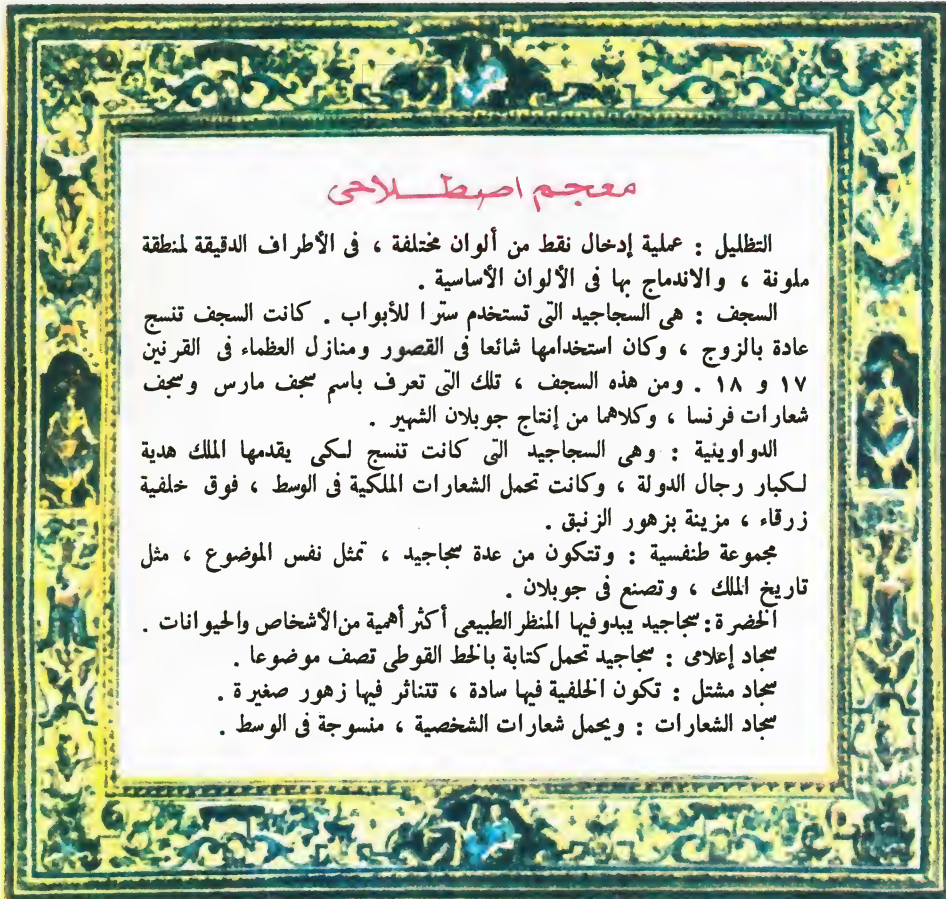 معجم اصطلاحى
التظليل : عملية إدخال نقط من ألوان مختلفة ، فى الأطراف الدقيقة لمنطقة
ملونة ، والاندماج بها فى الألوان الأساسية .
السجف : هى السجاجيد التى تستخدم سترا للأبواب . كانت السجف تنسج
عادة بالزوج ، وكان استخدامها شائعا فى القصور ومنازل العظماء فى القرنين
١٧ و ١٨ . ومن هذه السجف ، تلك التى تعرف باسم سجف مارس وسجف
شعارات فرنسا ، وكلاهما من إنتاج جوبلان الشهير .
الدواوينية : وهى السجاجيد التى كانت تنسج لكى يقدمها الملك هدية
لكبار رجال الدولة ، وكانت تحمل الشعارات الملكية فى الوسط ، فوق خلفية
زرقاء ، مزينة بزهور الزنبق .
مجموعة طنفسية : وتتكون من عدة سجاجيد ، تمثل نفس الموضوع ، مثل
تاريخ الملك ، وتصنع فى جوبلان .
الخضرة : سجاجيد يبدو فيها المنظر الطبيعى أكثر أهمية من الأشخاص والحيوانات .
سجاد إعلامى : سجاجيد تحمل كتابة بالخط القوطى تصف موضوعا .
سجاد مشتل : تكون الخلفية فيها سادة ، تتناثر فيها زهور صغيرة .
سجاد الشعارات : ويحمل شعارات الشخصية ، منسوجة فى الوسط .